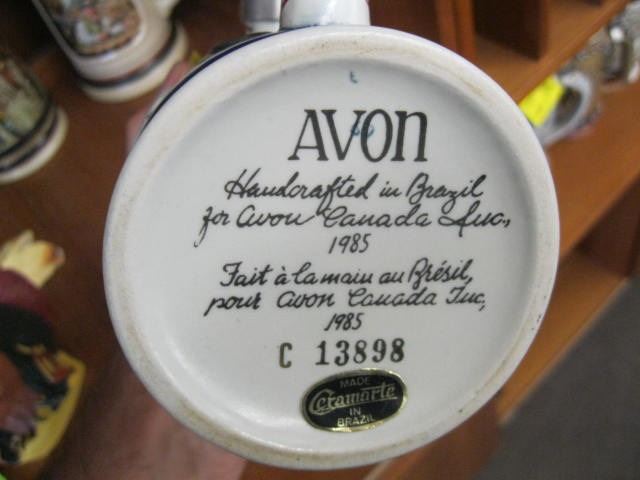 AVON
Handcrafted in Brazil
for Avon Canada Inc,
1985
Fait à la main au Brésil,
pour Avon Canada Inc,
1985
C 13898
MADE
Ceramarte
IN
BRAZIL